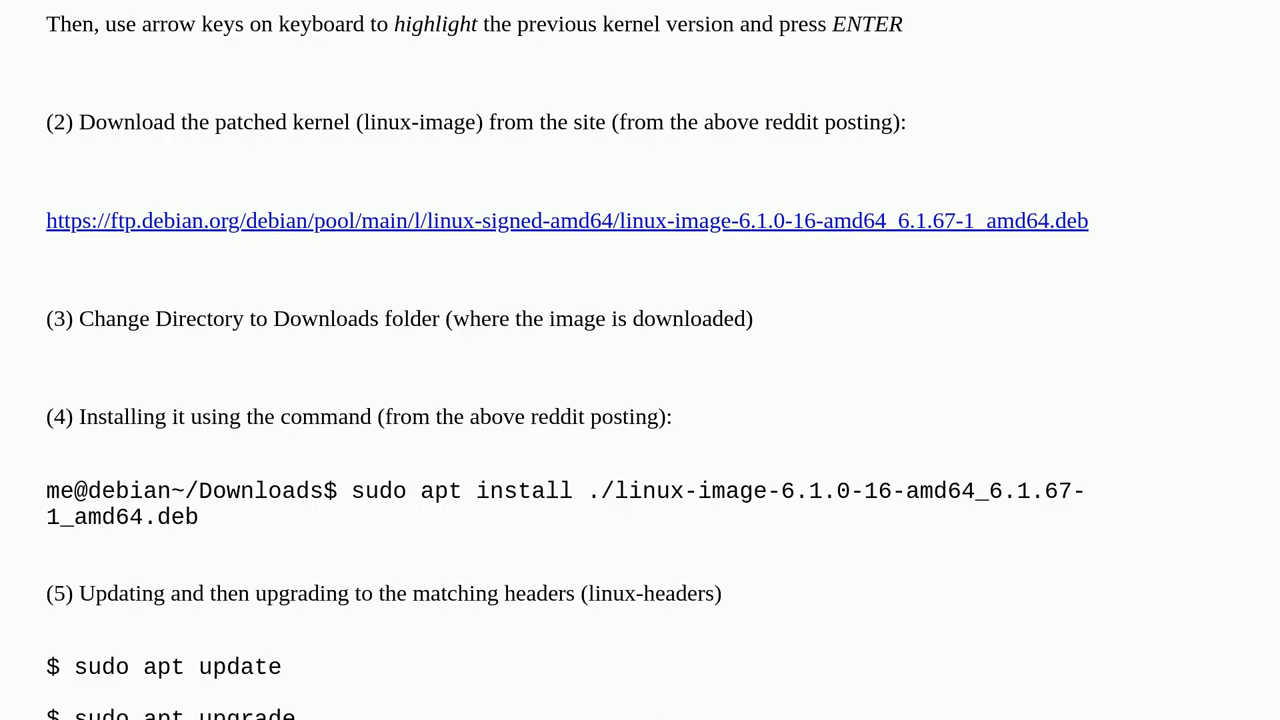 Then, use arrow keys on keyboard to highlight the previous kernel version and press ENTER
(2) Download the patched kernel (linux-image) from the site (from the above reddit posting):
https://ftp.debian.org/debian/pool/main/l/linux-signed-amd64/linux-image-6.1.0-16-amd64_6.1.67-1_amd64.deb
(3) Change Directory to Downloads folder (where the image is downloaded)
(4) Installing it using the command (from the above reddit posting):
me@debian~/Downloads$ sudo apt install ./linux-image-6.1.0-16-amd64_6.1.67-
1_amd64.deb
(5) Updating and then upgrading to the matching headers (linux-headers)
$ sudo apt update
$ sudo apt upgrade